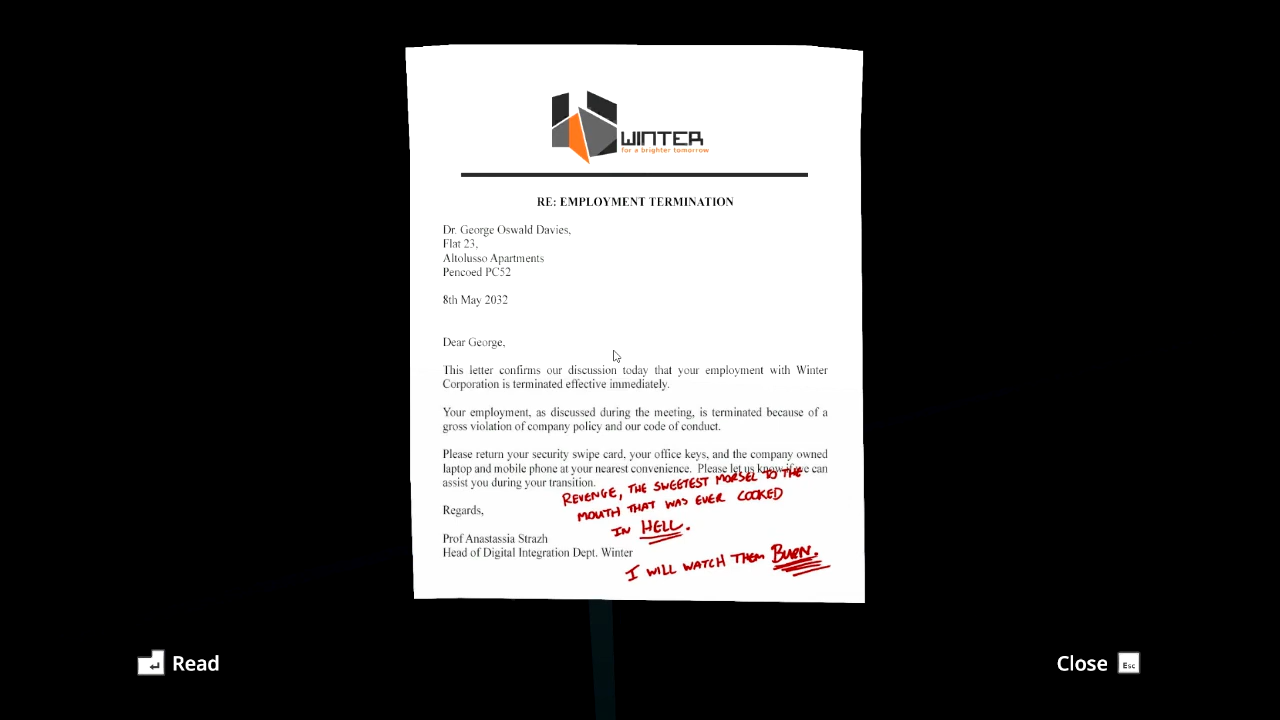 WINTER
for a brighter tomorrow
RE: EMPLOYMENT TERMINATION
Dr. George Oswald Davies,
Flat 23,
Altolusso Apartments
Pencoed PC52
8th May 2032
Dear George,
This letter confirms our discussion today that your employment with Winter
Corporation is terminated effective immediately.
Your employment, as discussed during the meeting, is terminated because of a
gross violation of company policy and our code of conduct.
Please return your security swipe card, your office keys, and the company owned
laptop and mobile phone at your nearest convenience. Please let us know if we can
assist you during your transition.
REVENGE, THE SWEETEST MORSEL TO THE
MOUTH THAT WAS EVER COOKED
IN HELL.
Regards,
Prof Anastassia Strazh
Head of Digital Integration Dept. Winter
I WILL WATCH THEM BURN.
Read
Close Esc